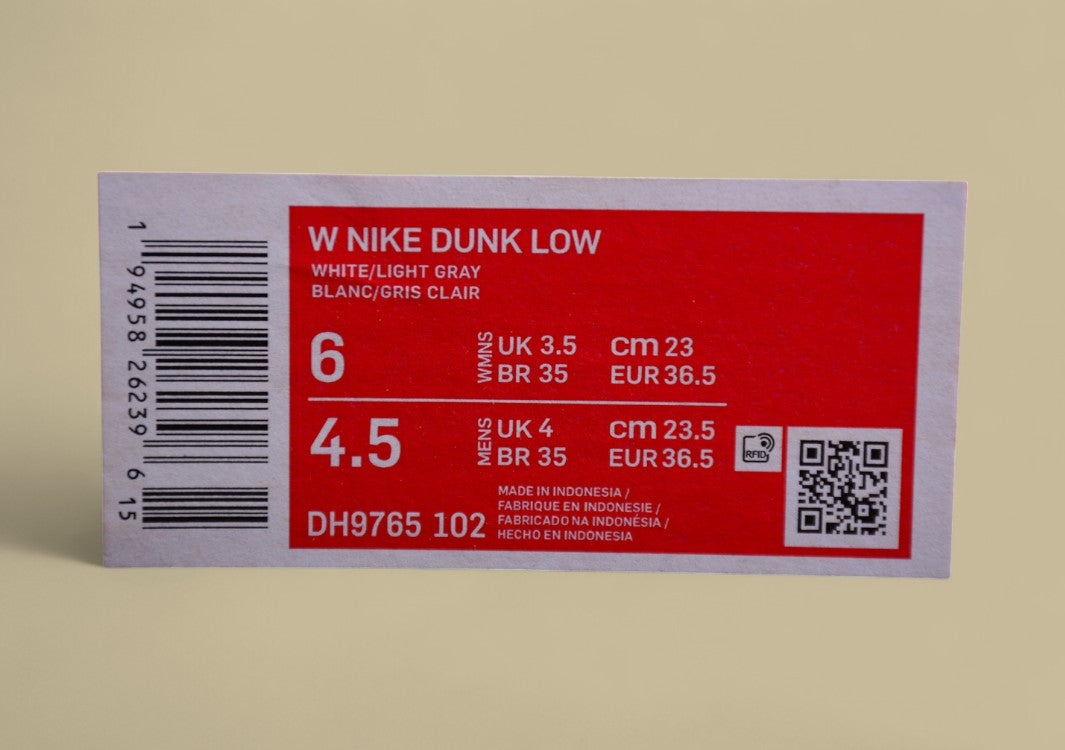 1 94958 26239 6 15
W NIKE DUNK LOW
WHITE/LIGHT GRAY
BLANC/GRIS CLAIR
6 WMNS UK 3.5 cm 23
BR 35 EUR 36.5
4.5 MENS UK 4 cm 23.5
BR 35 EUR 36.5
RFID
MADE IN INDONESIA /
FABRIQUE EN INDONESIE /
FABRICADO NA INDONÉSIA /
HECHO EN INDONESIA
DH9765 102